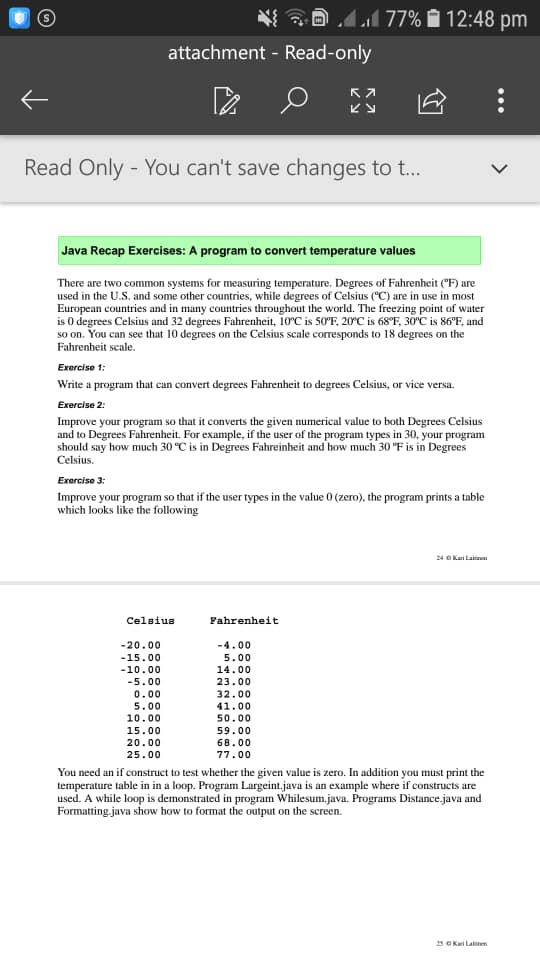 S 77% 12:48 pm
attachment - Read-only
Read Only - You can't save changes to t...
Java Recap Exercises: A program to convert temperature values
There are two common systems for measuring temperature. Degrees of Fahrenheit (°F) are
used in the U.S. and some other countries, while degrees of Celsius (°C) are in use in most
European countries and in many countries throughout the world. The freezing point of water
is 0 degrees Celsius and 32 degrees Fahrenheit, 10°C is 50°F, 20°C is 68°F, 30°C is 86°F, and
so on. You can see that 10 degrees on the Celsius scale corresponds to 18 degrees on the
Fahrenheit scale.
Exercise 1:
Write a program that can convert degrees Fahrenheit to degrees Celsius, or vice versa.
Exercise 2:
Improve your program so that it converts the given numerical value to both Degrees Celsius
and to Degrees Fahrenheit. For example, if the user of the program types in 30, your program
should say how much 30 °C is in Degrees Fahreinheit and how much 30 °F is in Degrees
Celsius.
Exercise 3:
Improve your program so that if the user types in the value 0 (zero), the program prints a table
which looks like the following
24 © Kari Laitinen
Celsius Fahrenheit
-20.00 -4.00
-15.00 5.00
-10.00 14.00
-5.00 23.00
0.00 32.00
5.00 41.00
10.00 50.00
15.00 59.00
20.00 68.00
25.00 77.00
You need an if construct to test whether the given value is zero. In addition you must print the
temperature table in in a loop. Program Largeint.java is an example where if constructs are
used. A while loop is demonstrated in program Whilesum.java. Programs Distance.java and
Formatting.java show how to format the output on the screen.
25 © Kari Laitinen